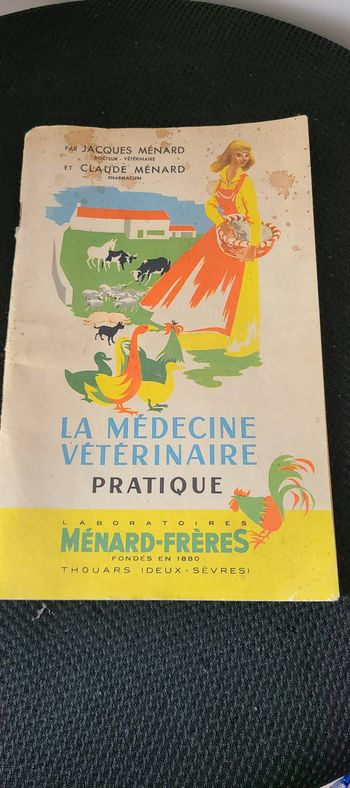 PAR JACQUES MÉNARD
DOCTEUR - VÉTÉRINAIRE
ET CLAUDE MÉNARD
PHARMACIEN
LA MÉDECINE
VÉTÉRINAIRE
PRATIQUE
LABORATOIRES
MÉNARD-FRÈRES
FONDÉS EN 1880
THOUARS (DEUX-SÈVRES)